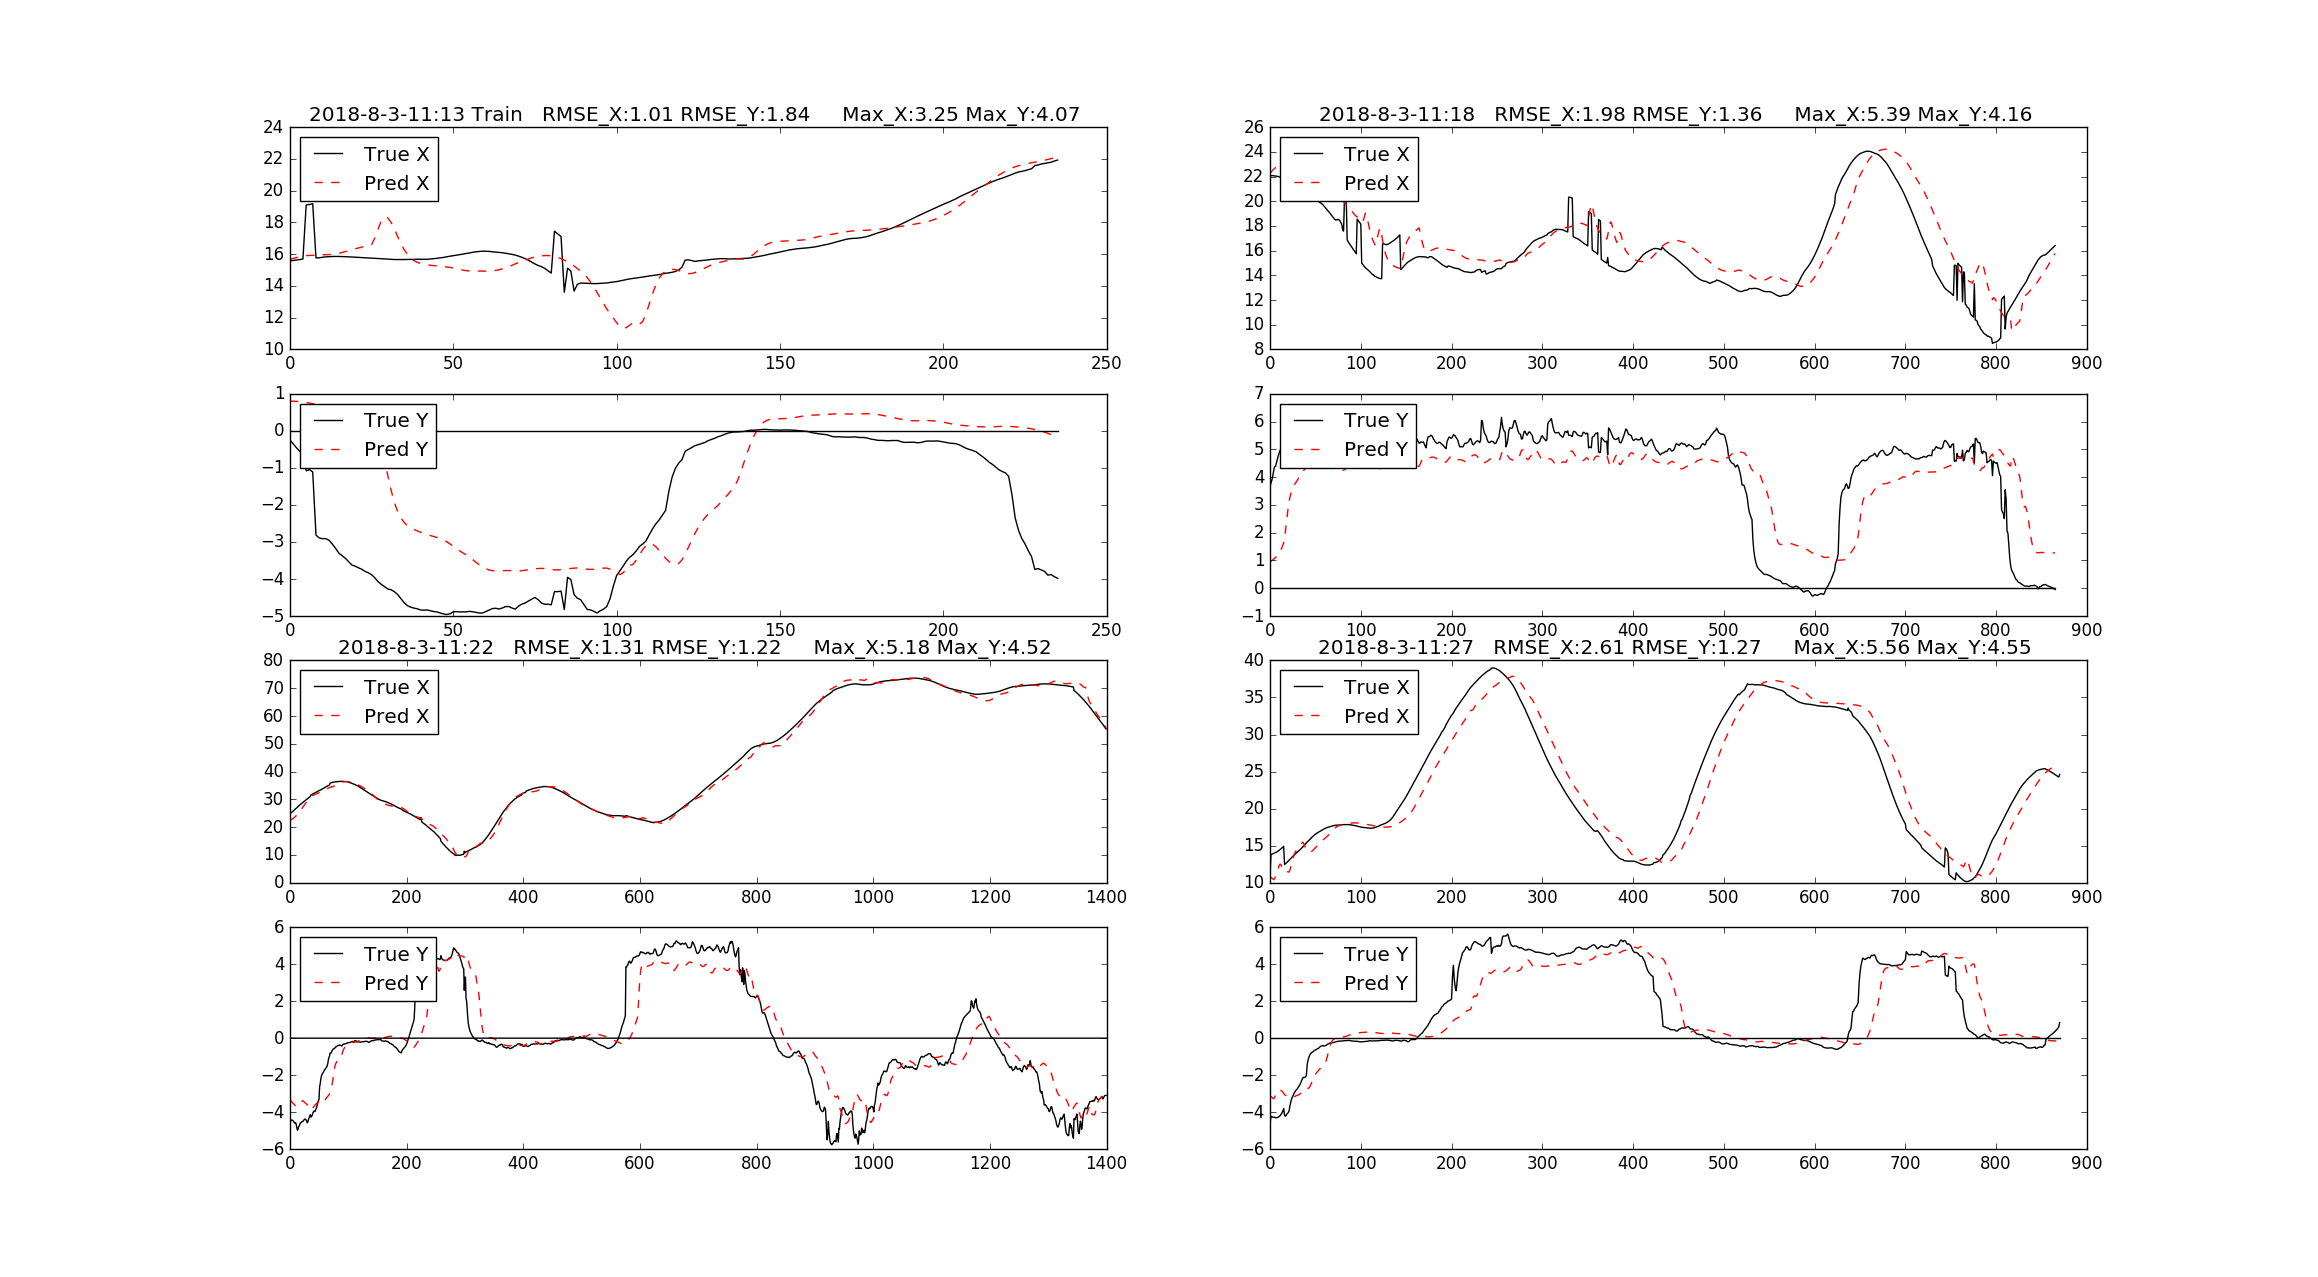 2018-8-3-11:13 Train   RMSE_X:1.01 RMSE_Y:1.84     Max_X:3.25 Max_Y:4.07
24
22
20
18
16
14
12
10
True X
Pred X
0 50 100 150 200 250
1
0
−1
−2
−3
−4
−5
True Y
Pred Y
0 50 100 150 200 250
2018-8-3-11:18   RMSE_X:1.98 RMSE_Y:1.36     Max_X:5.39 Max_Y:4.16
26
24
22
20
18
16
14
12
10
8
True X
Pred X
0 100 200 300 400 500 600 700 800 900
7
6
5
4
3
2
1
0
−1
True Y
Pred Y
0 100 200 300 400 500 600 700 800 900
2018-8-3-11:22   RMSE_X:1.31 RMSE_Y:1.22     Max_X:5.18 Max_Y:4.52
80
70
60
50
40
30
20
10
0
True X
Pred X
0 200 400 600 800 1000 1200 1400
6
4
2
0
−2
−4
−6
True Y
Pred Y
0 200 400 600 800 1000 1200 1400
2018-8-3-11:27   RMSE_X:2.61 RMSE_Y:1.27     Max_X:5.56 Max_Y:4.55
40
35
30
25
20
15
10
True X
Pred X
0 100 200 300 400 500 600 700 800 900
6
4
2
0
−2
−4
−6
True Y
Pred Y
0 100 200 300 400 500 600 700 800 900